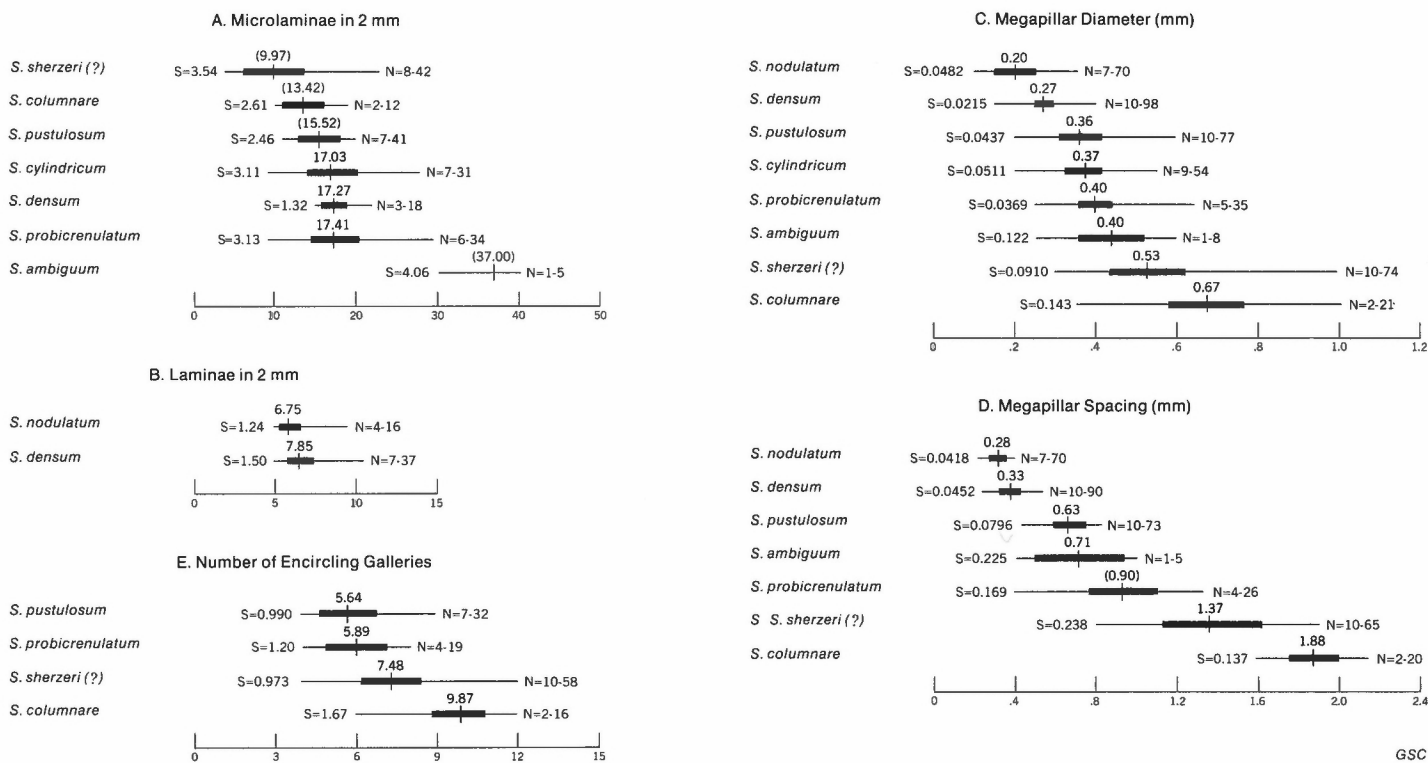 A. Microlaminae in 2 mm
(9.97)
S. sherzeri (?) S=3.54 N=8-42
(13.42)
S. columnare S=2.61 N=2-12
(15.52)
S. pustulosum S=2.46 N=7-41
17.03
S. cylindricum S=3.11 N=7-31
17.27
S. densum S=1.32 N=3-18
17.41
S. probicrenulatum S=3.13 N=6-34
(37.00)
S. ambiguum S=4.06 N=1-5
0 10 20 30 40 50
B. Laminae in 2 mm
6.75
S. nodulatum S=1.24 N=4-16
7.85
S. densum S=1.50 N=7-37
0 5 10 15
E. Number of Encircling Galleries
5.64
S. pustulosum S=0.990 N=7-32
5.89
S. probicrenulatum S=1.20 N=4-19
7.48
S. sherzeri (?) S=0.973 N=10-58
9.87
S. columnare S=1.67 N=2-16
0 3 6 9 12 15
C. Megapillar Diameter (mm)
0.20
S. nodulatum S=0.0482 N=7-70
0.27
S. densum S=0.0215 N=10-98
0.36
S. pustulosum S=0.0437 N=10-77
0.37
S. cylindricum S=0.0511 N=9-54
0.40
S. probicrenulatum S=0.0369 N=5-35
0.40
S. ambiguum S=0.122 N=1-8
0.53
S. sherzeri (?) S=0.0910 N=10-74
0.67
S. columnare S=0.143 N=2-21
0 .2 .4 .6 .8 1.0 1.2
D. Megapillar Spacing (mm)
0.28
S. nodulatum S=0.0418 N=7-70
0.33
S. densum S=0.0452 N=10-90
0.63
S. pustulosum S=0.0796 N=10-73
0.71
S. ambiguum S=0.225 N=1-5
(0.90)
S. probicrenulatum S=0.169 N=4-26
1.37
S S. sherzeri (?) S=0.238 N=10-65
1.88
S. columnare S=0.137 N=2-20
0 .4 .8 1.2 1.6 2.0 2.4
GSC